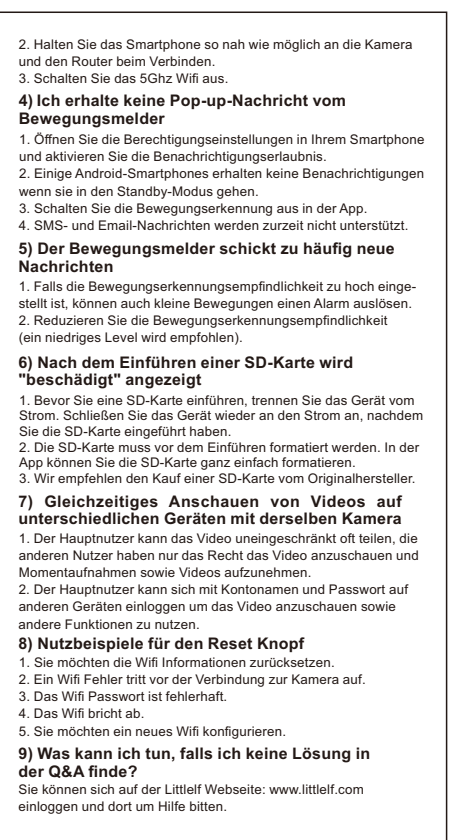 2. Halten Sie das Smartphone so nah wie möglich an die Kamera
und den Router beim Verbinden.
3. Schalten Sie das 5Ghz Wifi aus.
4) Ich erhalte keine Pop-up-Nachricht vom
Bewegungsmelder
1. Öffnen Sie die Berechtigungseinstellungen in Ihrem Smartphone
und aktivieren Sie die Benachrichtigungserlaubnis.
2. Einige Android-Smartphones erhalten keine Benachrichtigungen
wenn sie in den Standby-Modus gehen.
3. Schalten Sie die Bewegungserkennung aus in der App.
4. SMS- und Email-Nachrichten werden zurzeit nicht unterstützt.
5) Der Bewegungsmelder schickt zu häufig neue
Nachrichten
1. Falls die Bewegungserkennungsempfindlichkeit zu hoch einge-
stellt ist, können auch kleine Bewegungen einen Alarm auslösen.
2. Reduzieren Sie die Bewegungserkennungsempfindlichkeit
(ein niedriges Level wird empfohlen).
6) Nach dem Einführen einer SD-Karte wird
"beschädigt" angezeigt
1. Bevor Sie eine SD-Karte einführen, trennen Sie das Gerät vom
Strom. Schließen Sie das Gerät wieder an den Strom an, nachdem
Sie die SD-Karte eingeführt haben.
2. Die SD-Karte muss vor dem Einführen formatiert werden. In der
App können Sie die SD-Karte ganz einfach formatieren.
3. Wir empfehlen den Kauf einer SD-Karte vom Originalhersteller.
7) Gleichzeitiges Anschauen von Videos auf
unterschiedlichen Geräten mit derselben Kamera
1. Der Hauptnutzer kann das Video uneingeschränkt oft teilen, die
anderen Nutzer haben nur das Recht das Video anzuschauen und
Momentaufnahmen sowie Videos aufzunehmen.
2. Der Hauptnutzer kann sich mit Kontonamen und Passwort auf
anderen Geräten einloggen um das Video anzuschauen sowie
andere Funktionen zu nutzen.
8) Nutzbeispiele für den Reset Knopf
1. Sie möchten die Wifi Informationen zurücksetzen.
2. Ein Wifi Fehler tritt vor der Verbindung zur Kamera auf.
3. Das Wifi Passwort ist fehlerhaft.
4. Das Wifi bricht ab.
5. Sie möchten ein neues Wifi konfigurieren.
9) Was kann ich tun, falls ich keine Lösung in
der Q&A finde?
Sie können sich auf der Littlelf Webseite: www.littlelf.com
einloggen und dort um Hilfe bitten.